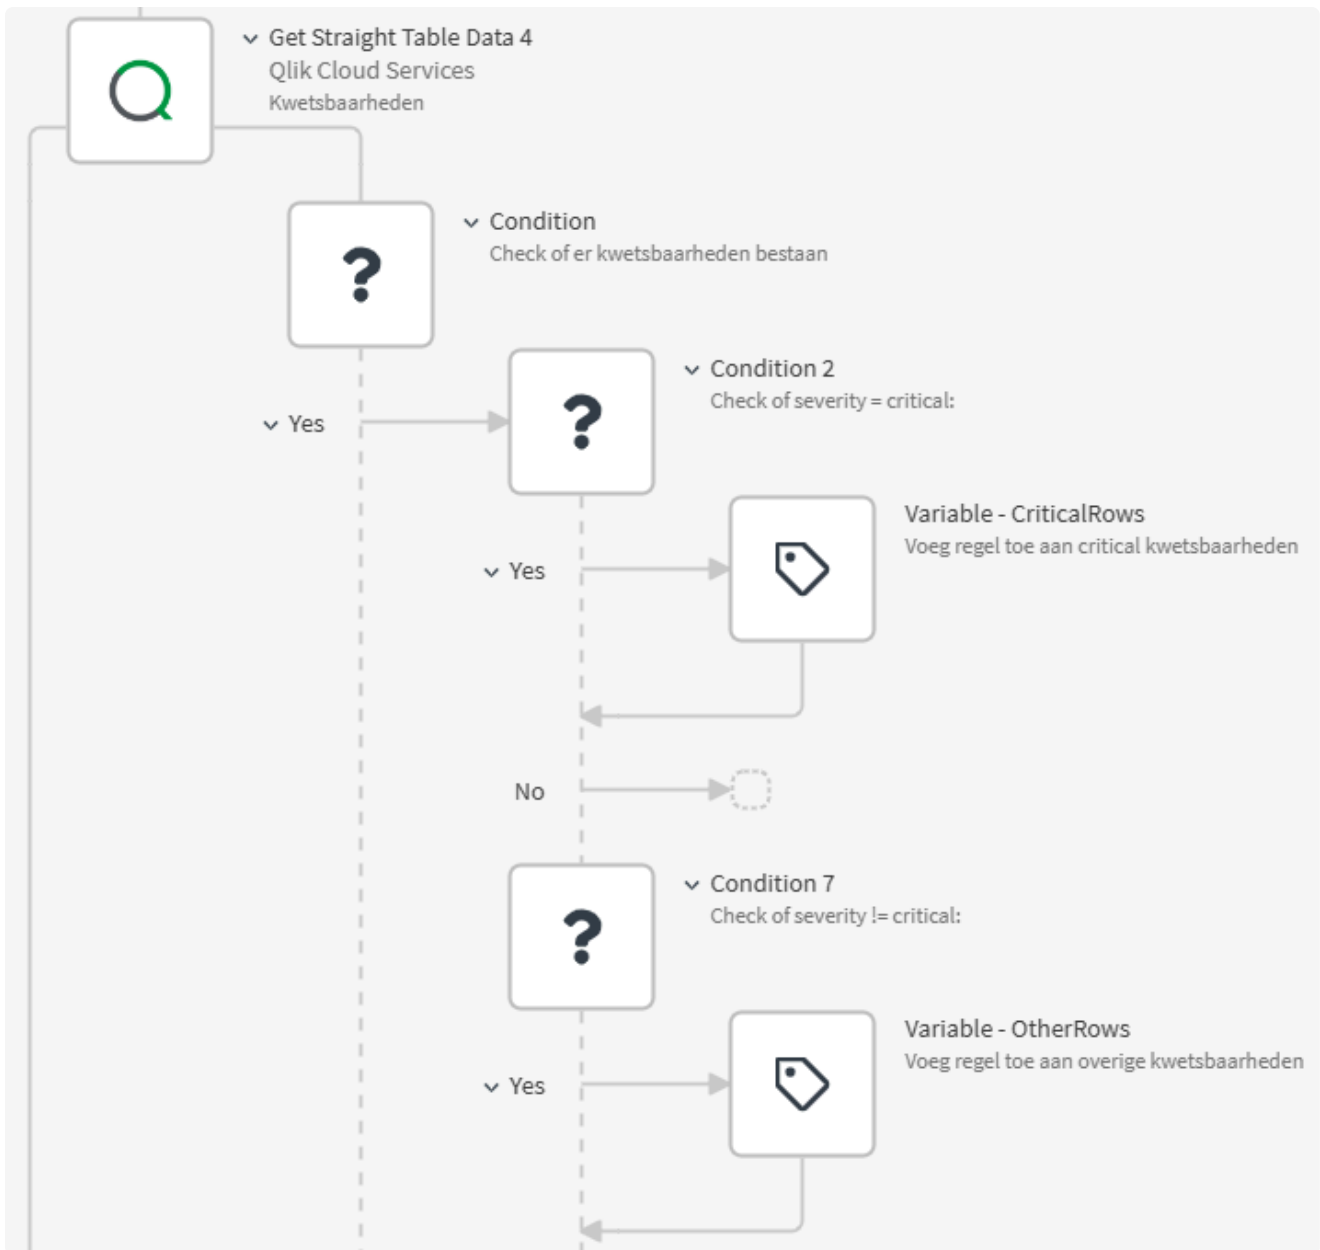 Get Straight Table Data 4
Qlik Cloud Services
Kwetsbaarheden
Condition
Check of er kwetsbaarheden bestaan
Condition 2
Check of severity = critical:
Yes
Variable - CriticalRows
Voeg regel toe aan critical kwetsbaarheden
Yes
No
Condition 7
Check of severity != critical:
Variable - OtherRows
Voeg regel toe aan overige kwetsbaarheden
Yes